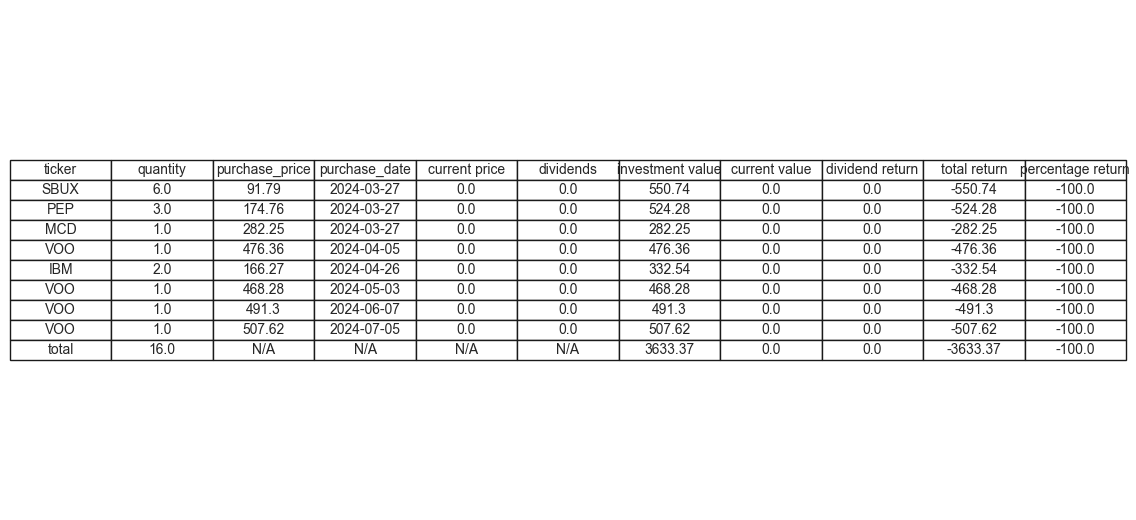 ticker quantity purchase_price purchase_date current price dividends investment value current value dividend return total return percentage return
SBUX 6.0 91.79 2024-03-27 0.0 0.0 550.74 0.0 0.0 -550.74 -100.0
PEP 3.0 174.76 2024-03-27 0.0 0.0 524.28 0.0 0.0 -524.28 -100.0
MCD 1.0 282.25 2024-03-27 0.0 0.0 282.25 0.0 0.0 -282.25 -100.0
VOO 1.0 476.36 2024-04-05 0.0 0.0 476.36 0.0 0.0 -476.36 -100.0
IBM 2.0 166.27 2024-04-26 0.0 0.0 332.54 0.0 0.0 -332.54 -100.0
VOO 1.0 468.28 2024-05-03 0.0 0.0 468.28 0.0 0.0 -468.28 -100.0
VOO 1.0 491.3 2024-06-07 0.0 0.0 491.3 0.0 0.0 -491.3 -100.0
VOO 1.0 507.62 2024-07-05 0.0 0.0 507.62 0.0 0.0 -507.62 -100.0
total 16.0 N/A N/A N/A N/A 3633.37 0.0 0.0 -3633.37 -100.0